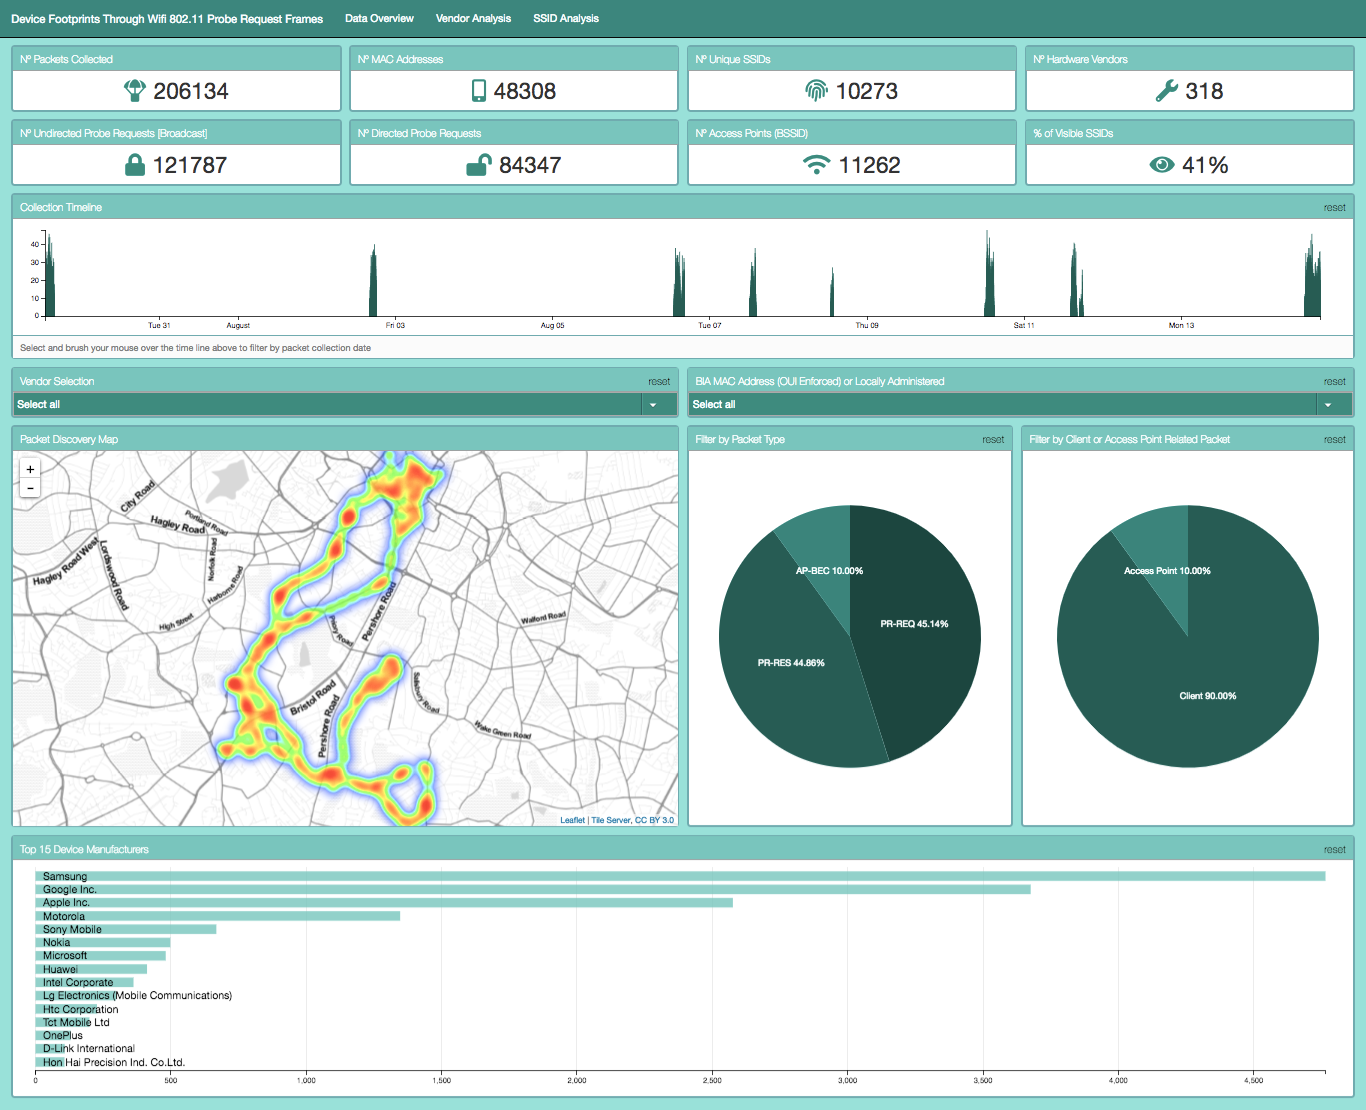 Device Footprints Through Wifi 802.11 Probe Request Frames Data Overview Vendor Analysis SSID Analysis
Nº Packets Collected
206134
Nº MAC Addresses
48308
Nº Unique SSIDs
10273
Nº Hardware Vendors
318
Nº Undirected Probe Requests [Broadcast]
121787
Nº Directed Probe Requests
84347
Nº Access Points (BSSID)
11262
% of Visible SSIDs
41%
Collection Timeline reset
40
30
20
10
0
Tue 31 August Fri 03 Aug 05 Tue 07 Thu 09 Sat 11 Mon 13
Select and brush your mouse over the time line above to filter by packet collection date
Vendor Selection reset
Select all
BIA MAC Address (OUI Enforced) or Locally Administered reset
Select all
Packet Discovery Map
+
−
City Road
Portland Road
Hagley Road
Hagley Road West
Lordswood Road
Norfolk Road
Harborne Road
High Street
Pershore Road
Priory Road
Walford Road
Bristol Road
Pershore Road
Salisbury Road
Wake Green Road
Leaflet | Tile Server, CC BY 3.0
Filter by Packet Type reset
AP-BEC 10.00%
PR-REQ 45.14%
PR-RES 44.86%
Filter by Client or Access Point Related Packet reset
Access Point 10.00%
Client 90.00%
Top 15 Device Manufacturers reset
Samsung
Google Inc.
Apple Inc.
Motorola
Sony Mobile
Nokia
Microsoft
Huawei
Intel Corporate
Lg Electronics (Mobile Communications)
Htc Corporation
Tct Mobile Ltd
OnePlus
D-Link International
Hon Hai Precision Ind. Co.Ltd.
0 500 1,000 1,500 2,000 2,500 3,000 3,500 4,000 4,500